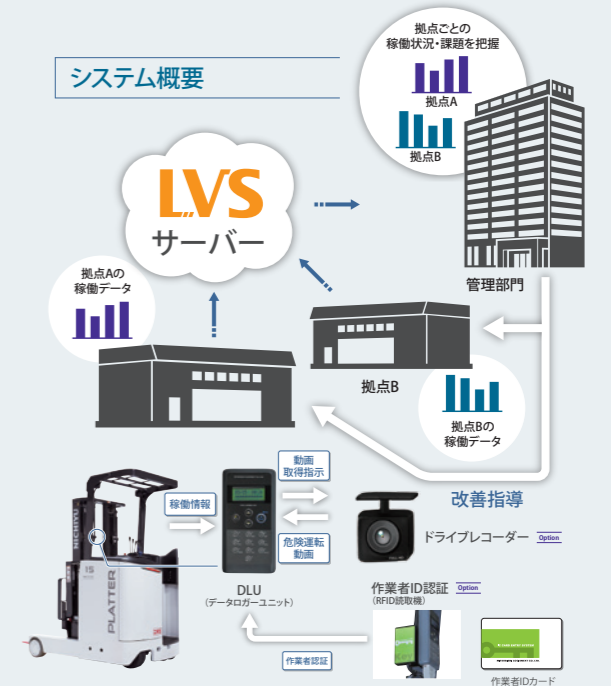 拠点ごとの
稼働状況・課題を把握
拠点A
拠点B
システム概要
LVS
サーバー
管理部門
拠点Aの
稼働データ
拠点B
拠点Bの
稼働データ
改善指導
動画
取得指示
稼働情報
危険運転
動画
NICHIYU
15
PLATTER
DLU
(データロガーユニット)
ドライブレコーダー Option
作業者ID認証 Option
(RFID読取機)
作業者認証
作業者IDカード